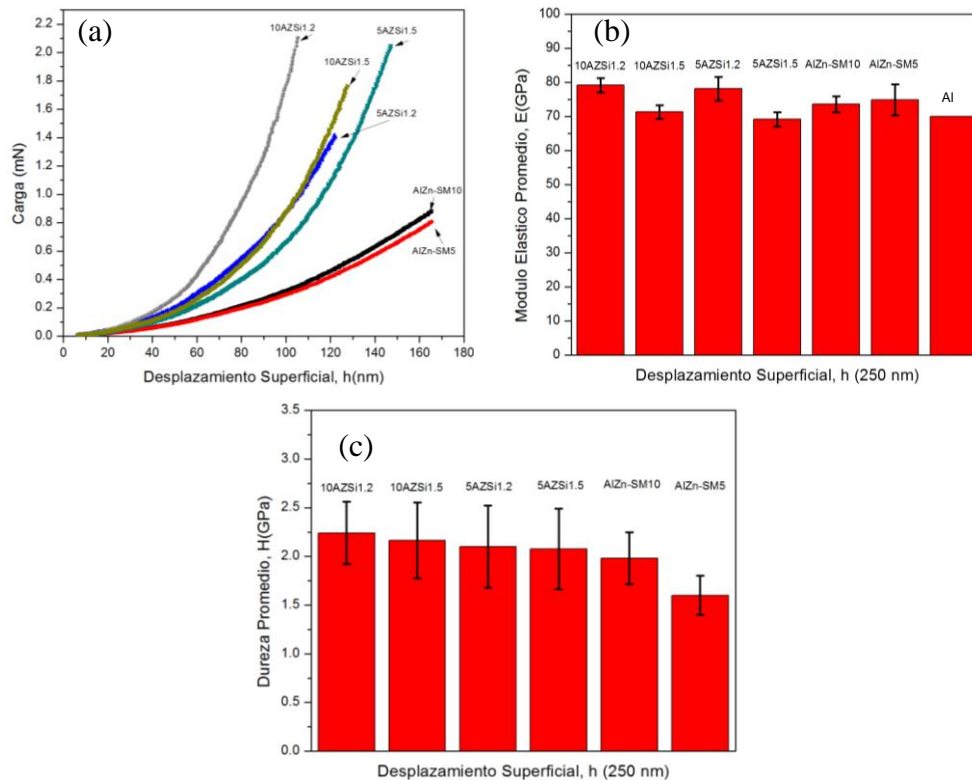 (a)
10AZSi1.2
5AZSi1.5
10AZSi1.5
5AZSi1.2
AlZn-SM10
AlZn-SM5
Carga (mN)
2.2
2.0
1.8
1.6
1.4
1.2
1.0
0.8
0.6
0.4
0.2
0.0
0 20 40 60 80 100 120 140 160 180
Desplazamiento Superficial, h(nm)
(b)
10AZSi1.2 10AZSi1.5 5AZSi1.2 5AZSi1.5 AlZn-SM10 AlZn-SM5 Al
Modulo Elastico Promedio, E(GPa)
100
90
80
70
60
50
40
30
20
10
0
Desplazamiento Superficial, h (250 nm)
(c)
10AZSi1.2 10AZSi1.5 5AZSi1.2 5AZSi1.5 AlZn-SM10 AlZn-SM5
Dureza Promedio, H(GPa)
3.5
3.0
2.5
2.0
1.5
1.0
0.5
0.0
Desplazamiento Superficial, h (250 nm)